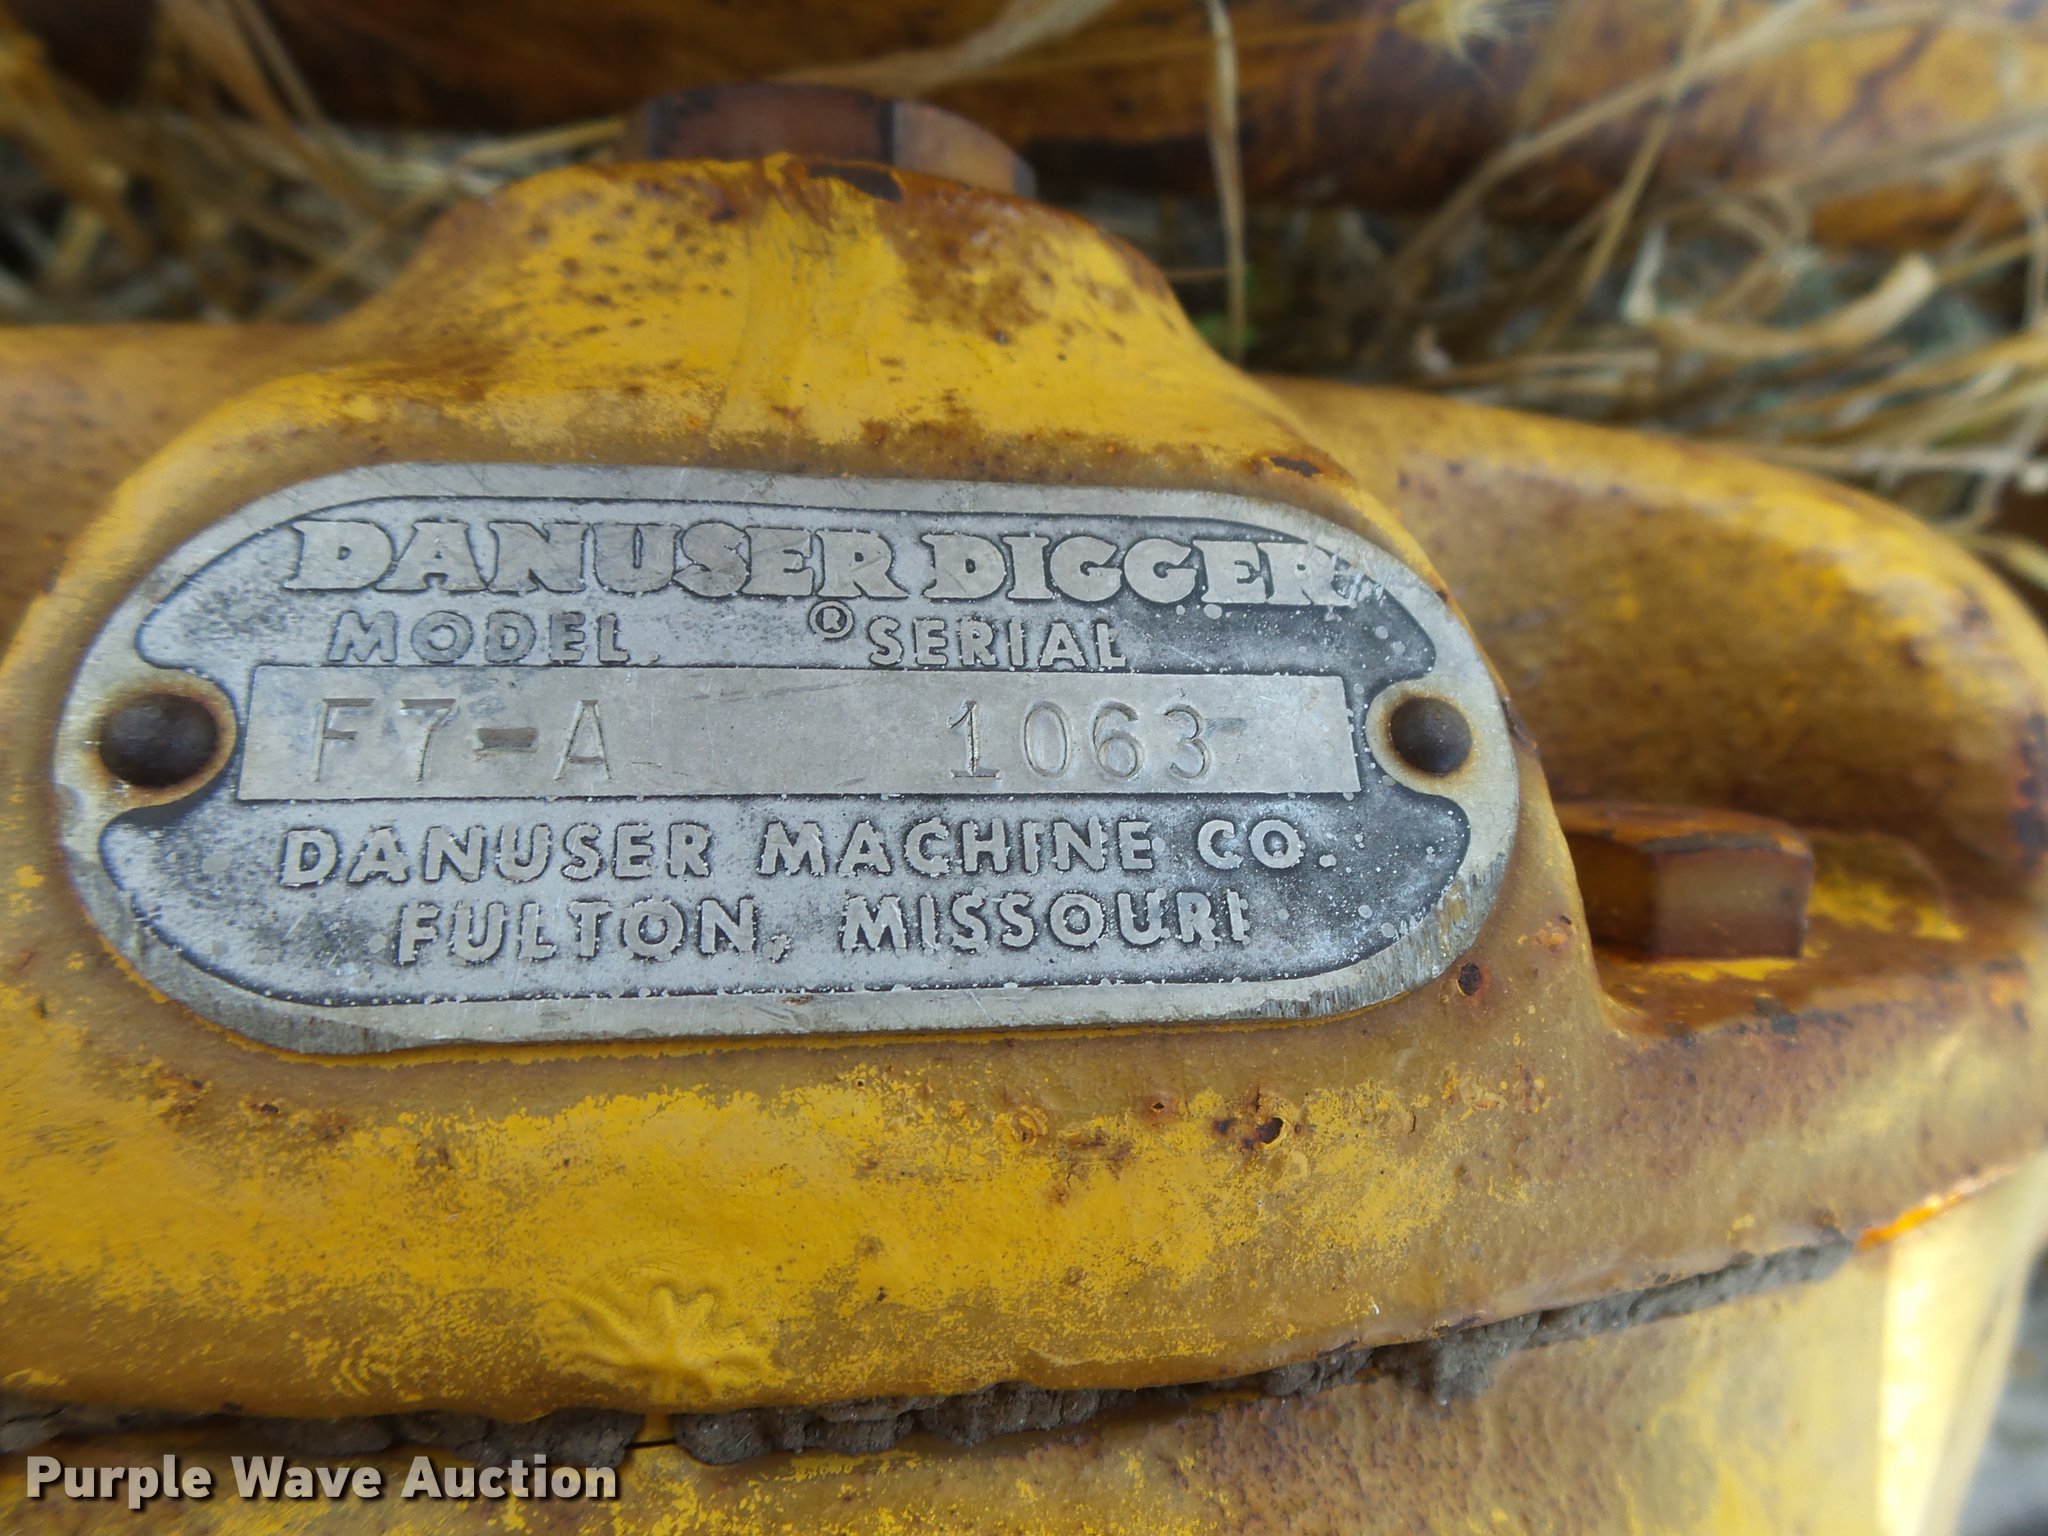 DANUSER DIGGER
MODEL ® SERIAL
F7-A 1063
DANUSER MACHINE CO.
FULTON, MISSOURI
Purple Wave Auction